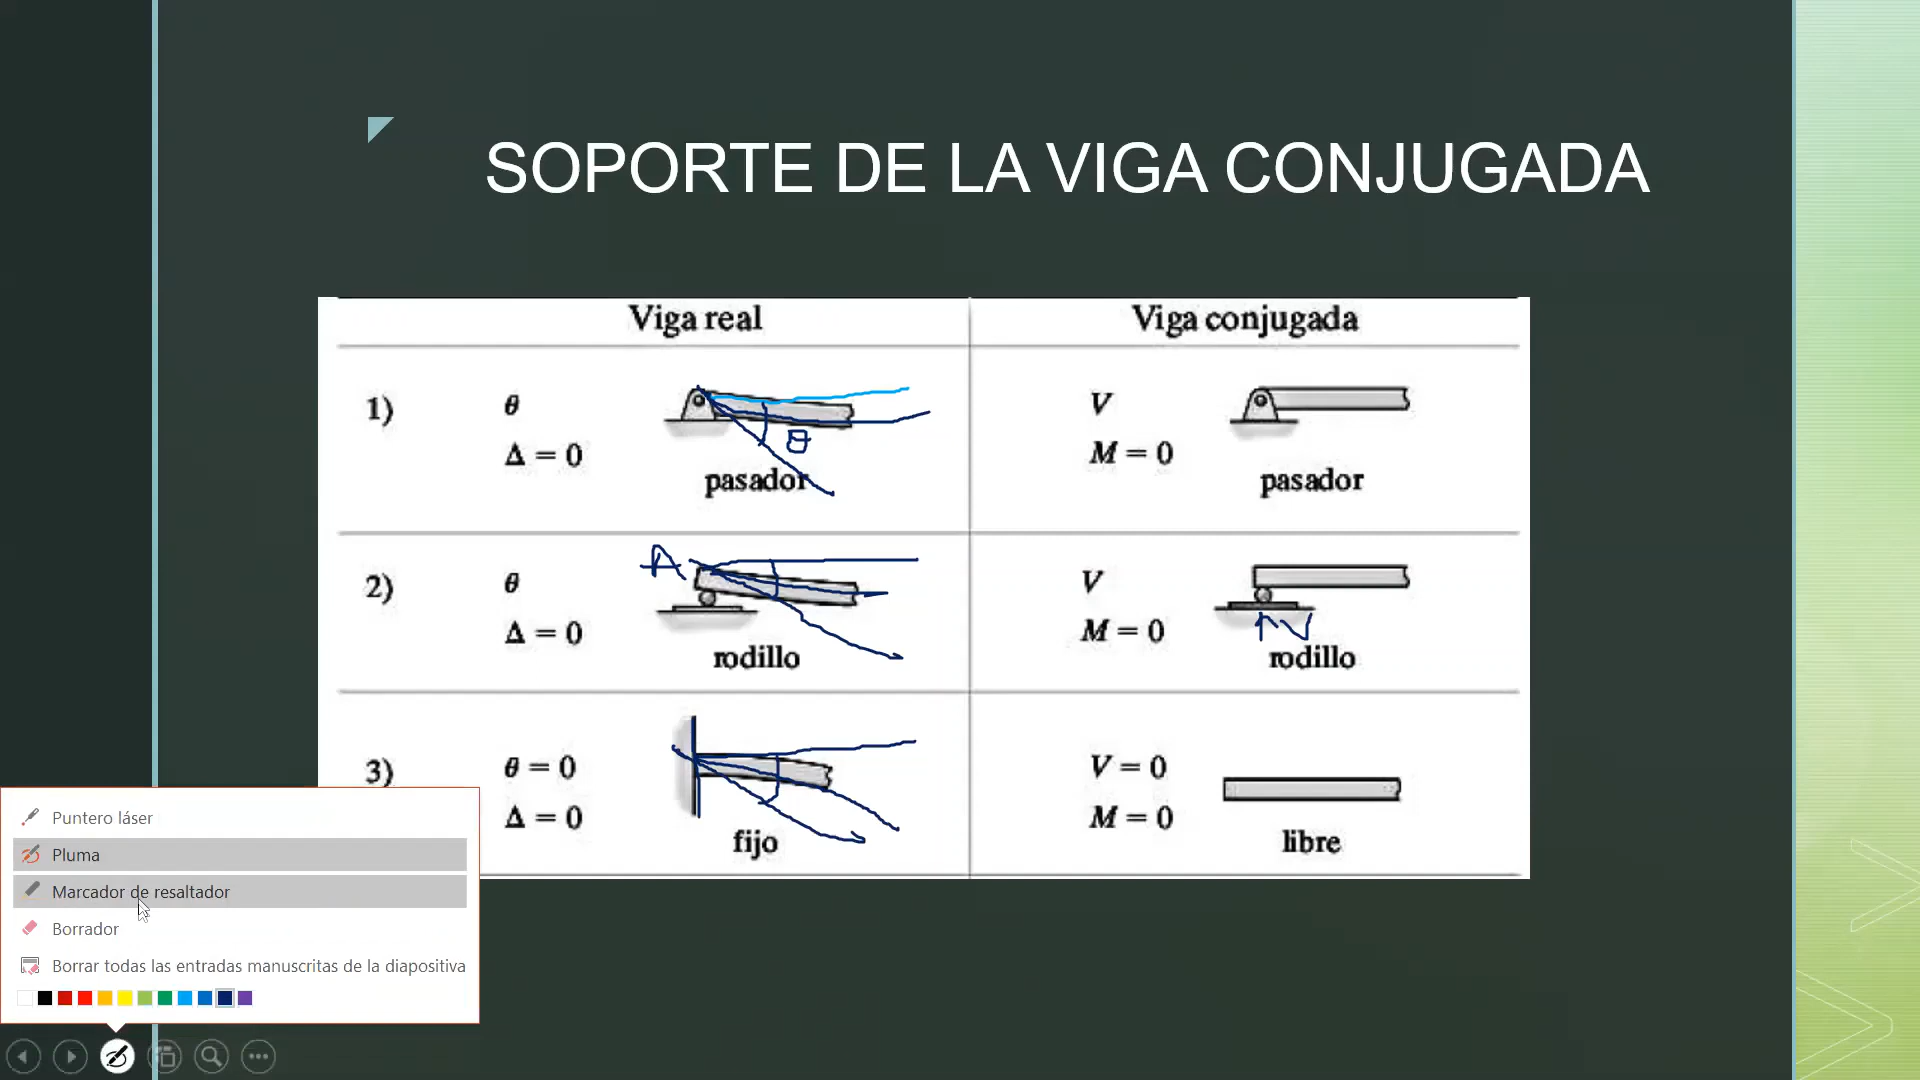 SOPORTE DE LA VIGA CONJUGADA
Viga real
Viga conjugada
1)
θ
Δ = 0
θ
pasador
V
M = 0
pasador
2)
A
θ
Δ = 0
rodillo
V
M = 0
rodillo
3)
θ = 0
Δ = 0
fijo
V = 0
M = 0
libre
Puntero láser
Pluma
Marcador de resaltador
Borrador
Borrar todas las entradas manuscritas de la diapositiva